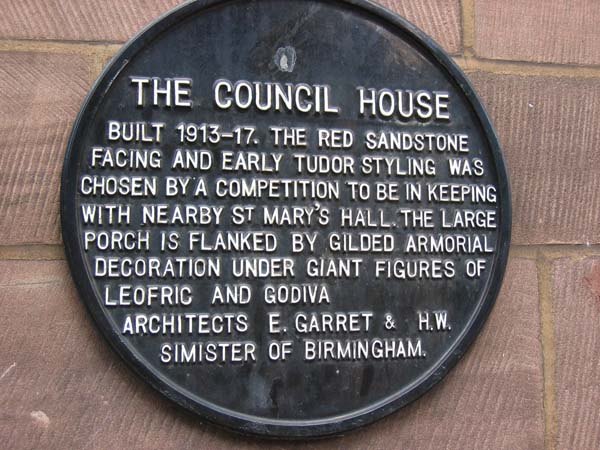 THE COUNCIL HOUSE
BUILT 1913-17. THE RED SANDSTONE
FACING AND EARLY TUDOR STYLING WAS
CHOSEN BY A COMPETITION TO BE IN KEEPING
WITH NEARBY ST MARY'S HALL. THE LARGE
PORCH IS FLANKED BY GILDED ARMORIAL
DECORATION UNDER GIANT FIGURES OF
LEOFRIC AND GODIVA
ARCHITECTS E. GARRET & H.W.
SIMISTER OF BIRMINGHAM.